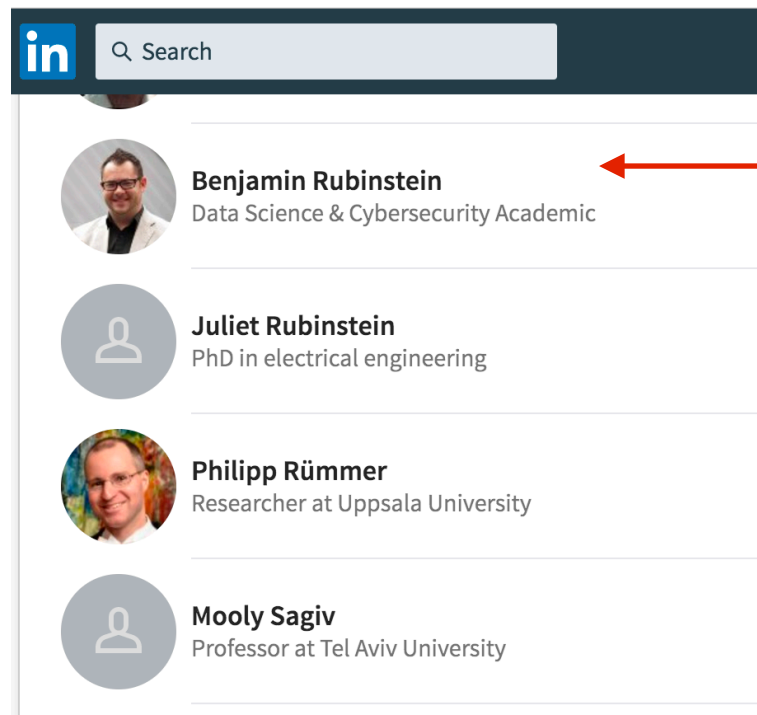 in
Search
Benjamin Rubinstein
Data Science & Cybersecurity Academic
Juliet Rubinstein
PhD in electrical engineering
Philipp Rümmer
Researcher at Uppsala University
Mooly Sagiv
Professor at Tel Aviv University